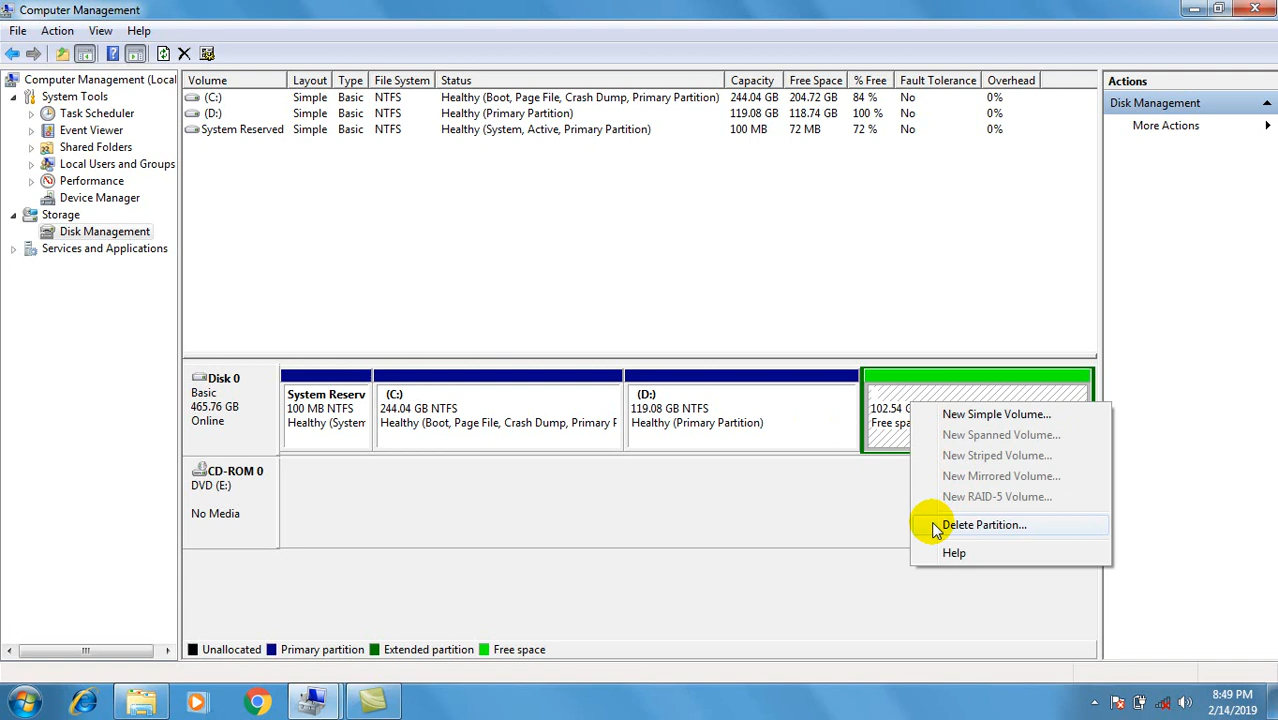 Computer Management
File Action View Help
Computer Management (Local
System Tools
Task Scheduler
Event Viewer
Shared Folders
Local Users and Groups
Performance
Device Manager
Storage
Disk Management
Services and Applications
Volume Layout Type File System Status Capacity Free Space % Free Fault Tolerance Overhead
(C:) Simple Basic NTFS Healthy (Boot, Page File, Crash Dump, Primary Partition) 244.04 GB 204.72 GB 84 % No 0%
(D:) Simple Basic NTFS Healthy (Primary Partition) 119.08 GB 118.74 GB 100 % No 0%
System Reserved Simple Basic NTFS Healthy (System, Active, Primary Partition) 100 MB 72 MB 72 % No 0%
Actions
Disk Management
More Actions
Disk 0
Basic
465.76 GB
Online
System Reserv
100 MB NTFS
Healthy (System
(C:)
244.04 GB NTFS
Healthy (Boot, Page File, Crash Dump, Primary F
(D:)
119.08 GB NTFS
Healthy (Primary Partition)
102.54 G
Free spa
New Simple Volume...
New Spanned Volume...
New Striped Volume...
New Mirrored Volume...
New RAID-5 Volume...
Delete Partition...
Help
CD-ROM 0
DVD (E:)
No Media
Unallocated Primary partition Extended partition Free space
8:49 PM
2/14/2019